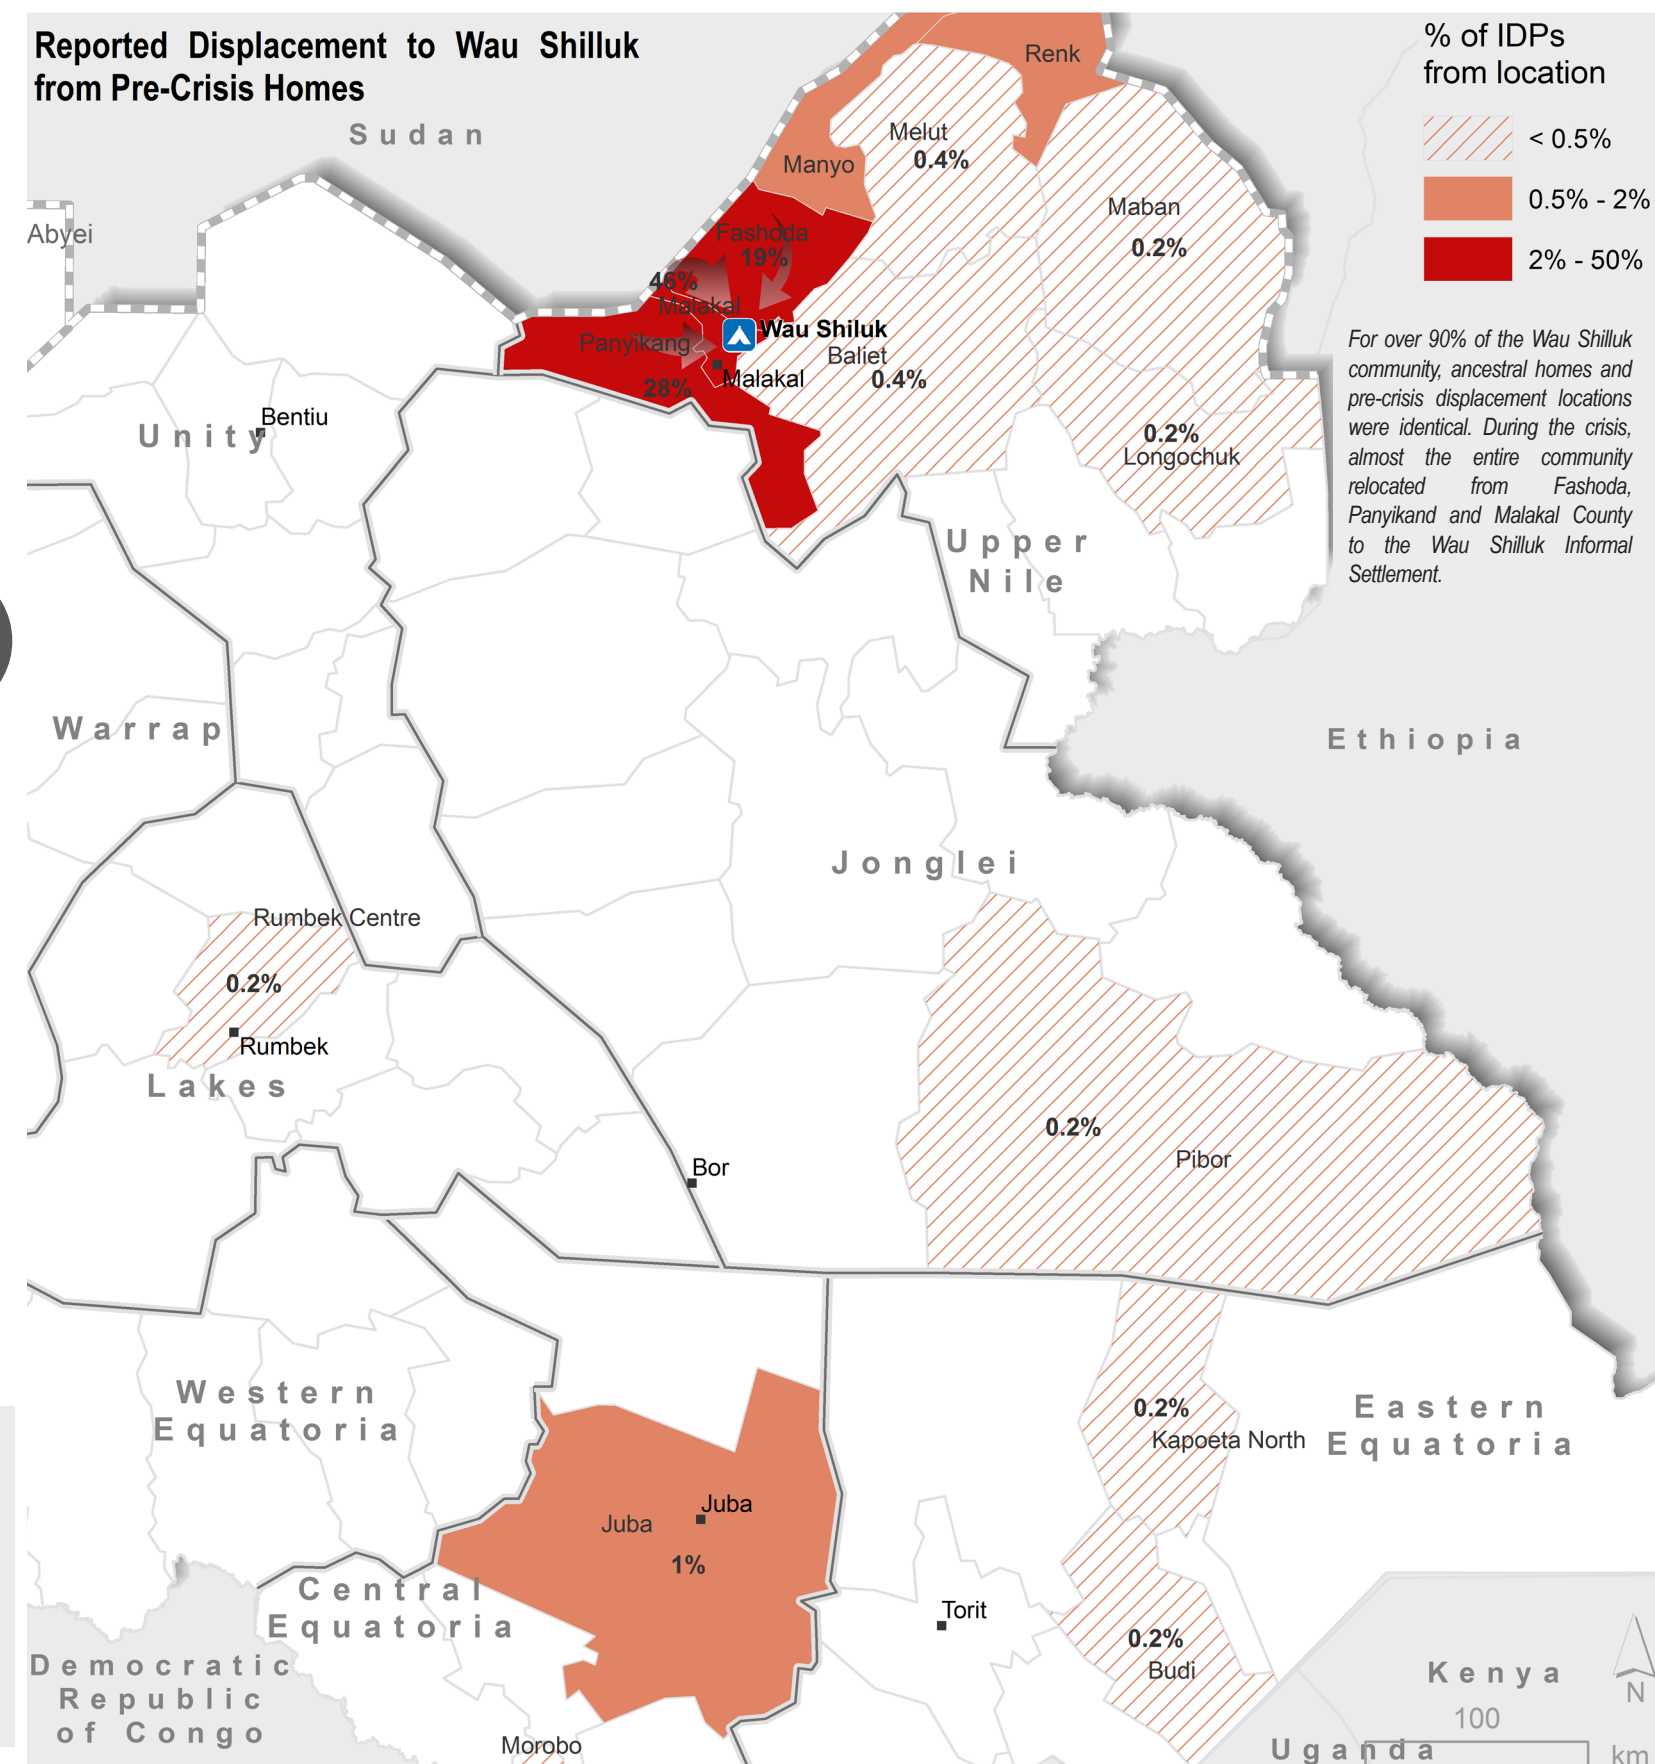 Reported Displacement to Wau Shilluk
from Pre-Crisis Homes
% of IDPs
from location
< 0.5%
0.5% - 2%
2% - 50%
For over 90% of the Wau Shilluk
community, ancestral homes and
pre-crisis displacement locations
were identical. During the crisis,
almost the entire community
relocated from Fashoda,
Panyikand and Malakal County
to the Wau Shilluk Informal
Settlement.
Sudan
Renk
Melut
0.4%
Manyo
Maban
0.2%
Abyei
Fashoda
19%
46%
Malakal
Wau Shiluk
Panyikang
Baliet
0.4%
Malakal
28%
Bentiu
Unity
0.2%
Longochuk
Upper
Nile
Warrap
Ethiopia
Jonglei
Rumbek Centre
0.2%
Rumbek
Lakes
0.2%
Pibor
Bor
Western
Equatoria
0.2%
Kapoeta North
Eastern
Equatoria
Juba
Juba
1%
Central
Equatoria
Torit
0.2%
Budi
Democratic
Republic
of Congo
Kenya
N
100
km
Morobo
Uganda